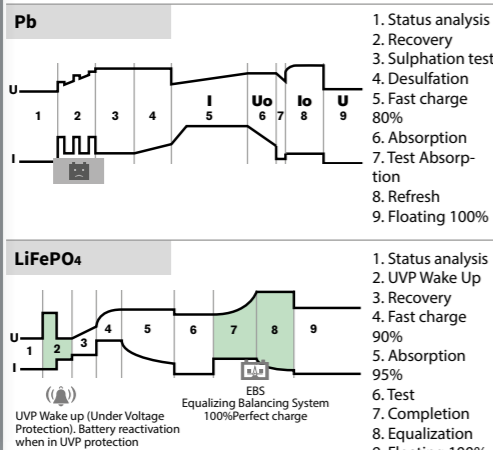 Pb
U
I
1
2
3
4
I
5
Uo
6
7
Io
8
U
9
1. Status analysis
2. Recovery
3. Sulphation test
4. Desulfation
5. Fast charge
80%
6. Absorption
7. Test Absorp-
tion
8. Refresh
9. Floating 100%
LiFePO4
U
I
1
2
3
4
5
6
7
8
9
UVP Wake up (Under Voltage
Protection). Battery reactivation
when in UVP protection
EBS
Equalizing Balancing System
100%Perfect charge
1. Status analysis
2. UVP Wake Up
3. Recovery
4. Fast charge
90%
5. Absorption
95%
6. Test
7. Completion
8. Equalization
9. Floating 100%